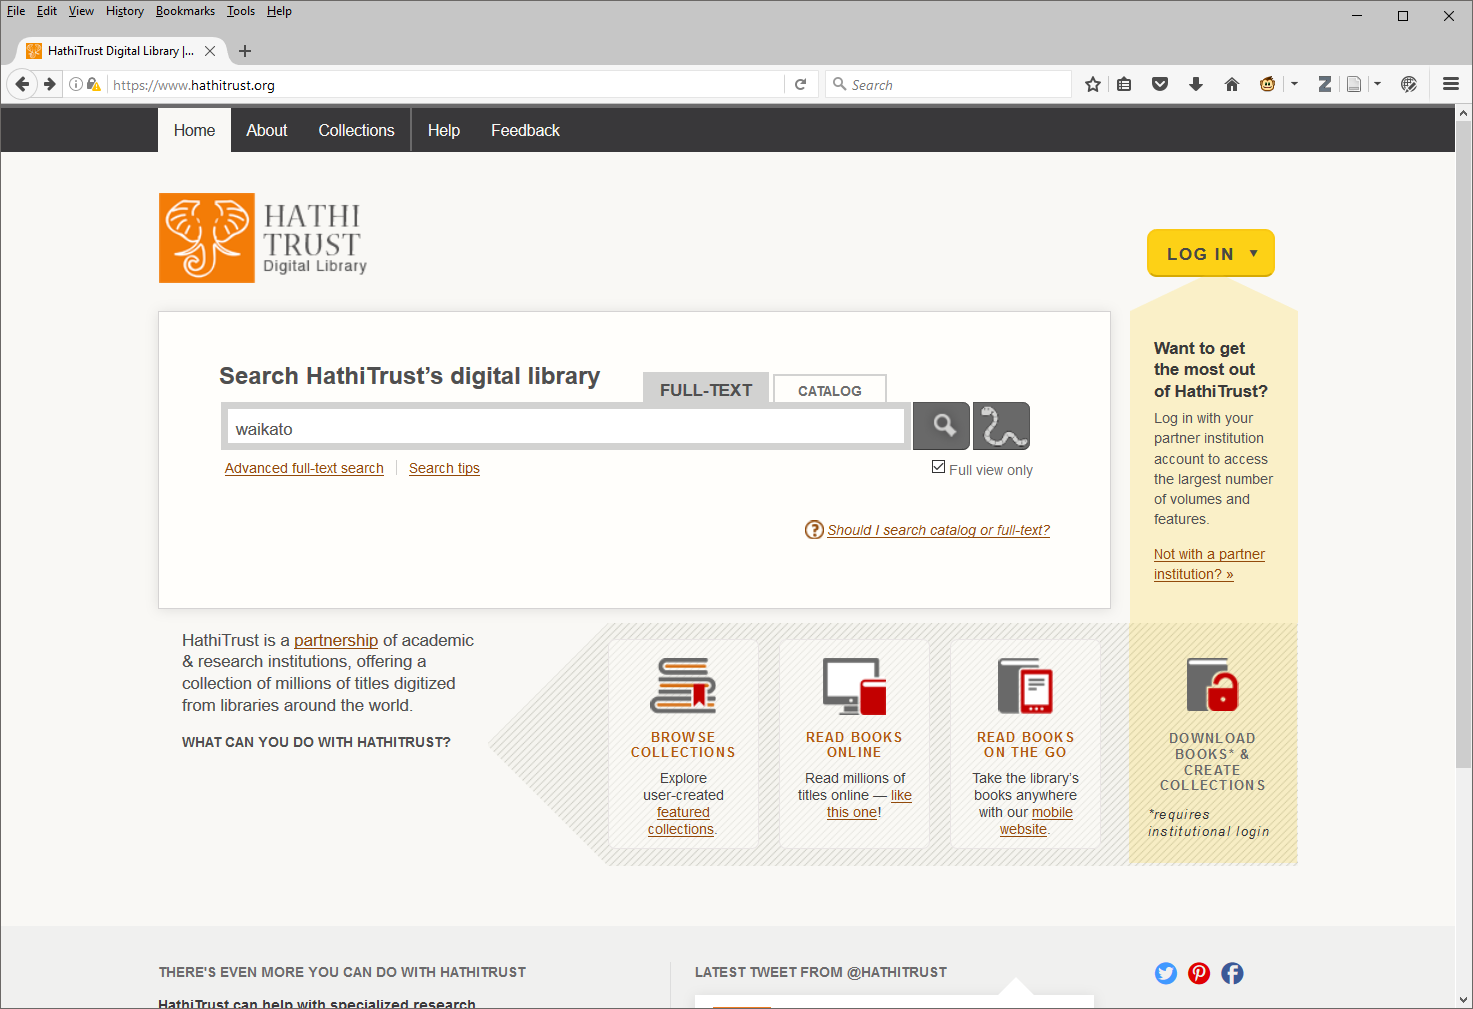 File Edit View History Bookmarks Tools Help
HathiTrust Digital Library |...
https://www.hathitrust.org
Search
Home About Collections Help Feedback
HATHI
TRUST
Digital Library
LOG IN
Want to get
the most out
of HathiTrust?
Log in with your
partner institution
account to access
the largest number
of volumes and
features.
Not with a partner
institution? »
Search HathiTrust’s digital library
FULL-TEXT
CATALOG
waikato
Advanced full-text search
Search tips
Full view only
Should I search catalog or full-text?
HathiTrust is a partnership of academic
& research institutions, offering a
collection of millions of titles digitized
from libraries around the world.
WHAT CAN YOU DO WITH HATHITRUST?
BROWSE
COLLECTIONS
Explore
user-created
featured
collections.
READ BOOKS
ONLINE
Read millions of
titles online — like
this one!
READ BOOKS
ON THE GO
Take the library’s
books anywhere
with our mobile
website.
DOWNLOAD
BOOKS* &
CREATE
COLLECTIONS
*requires
institutional login
THERE'S EVEN MORE YOU CAN DO WITH HATHITRUST
HathiTrust can help with specialized research
LATEST TWEET FROM @HATHITRUST